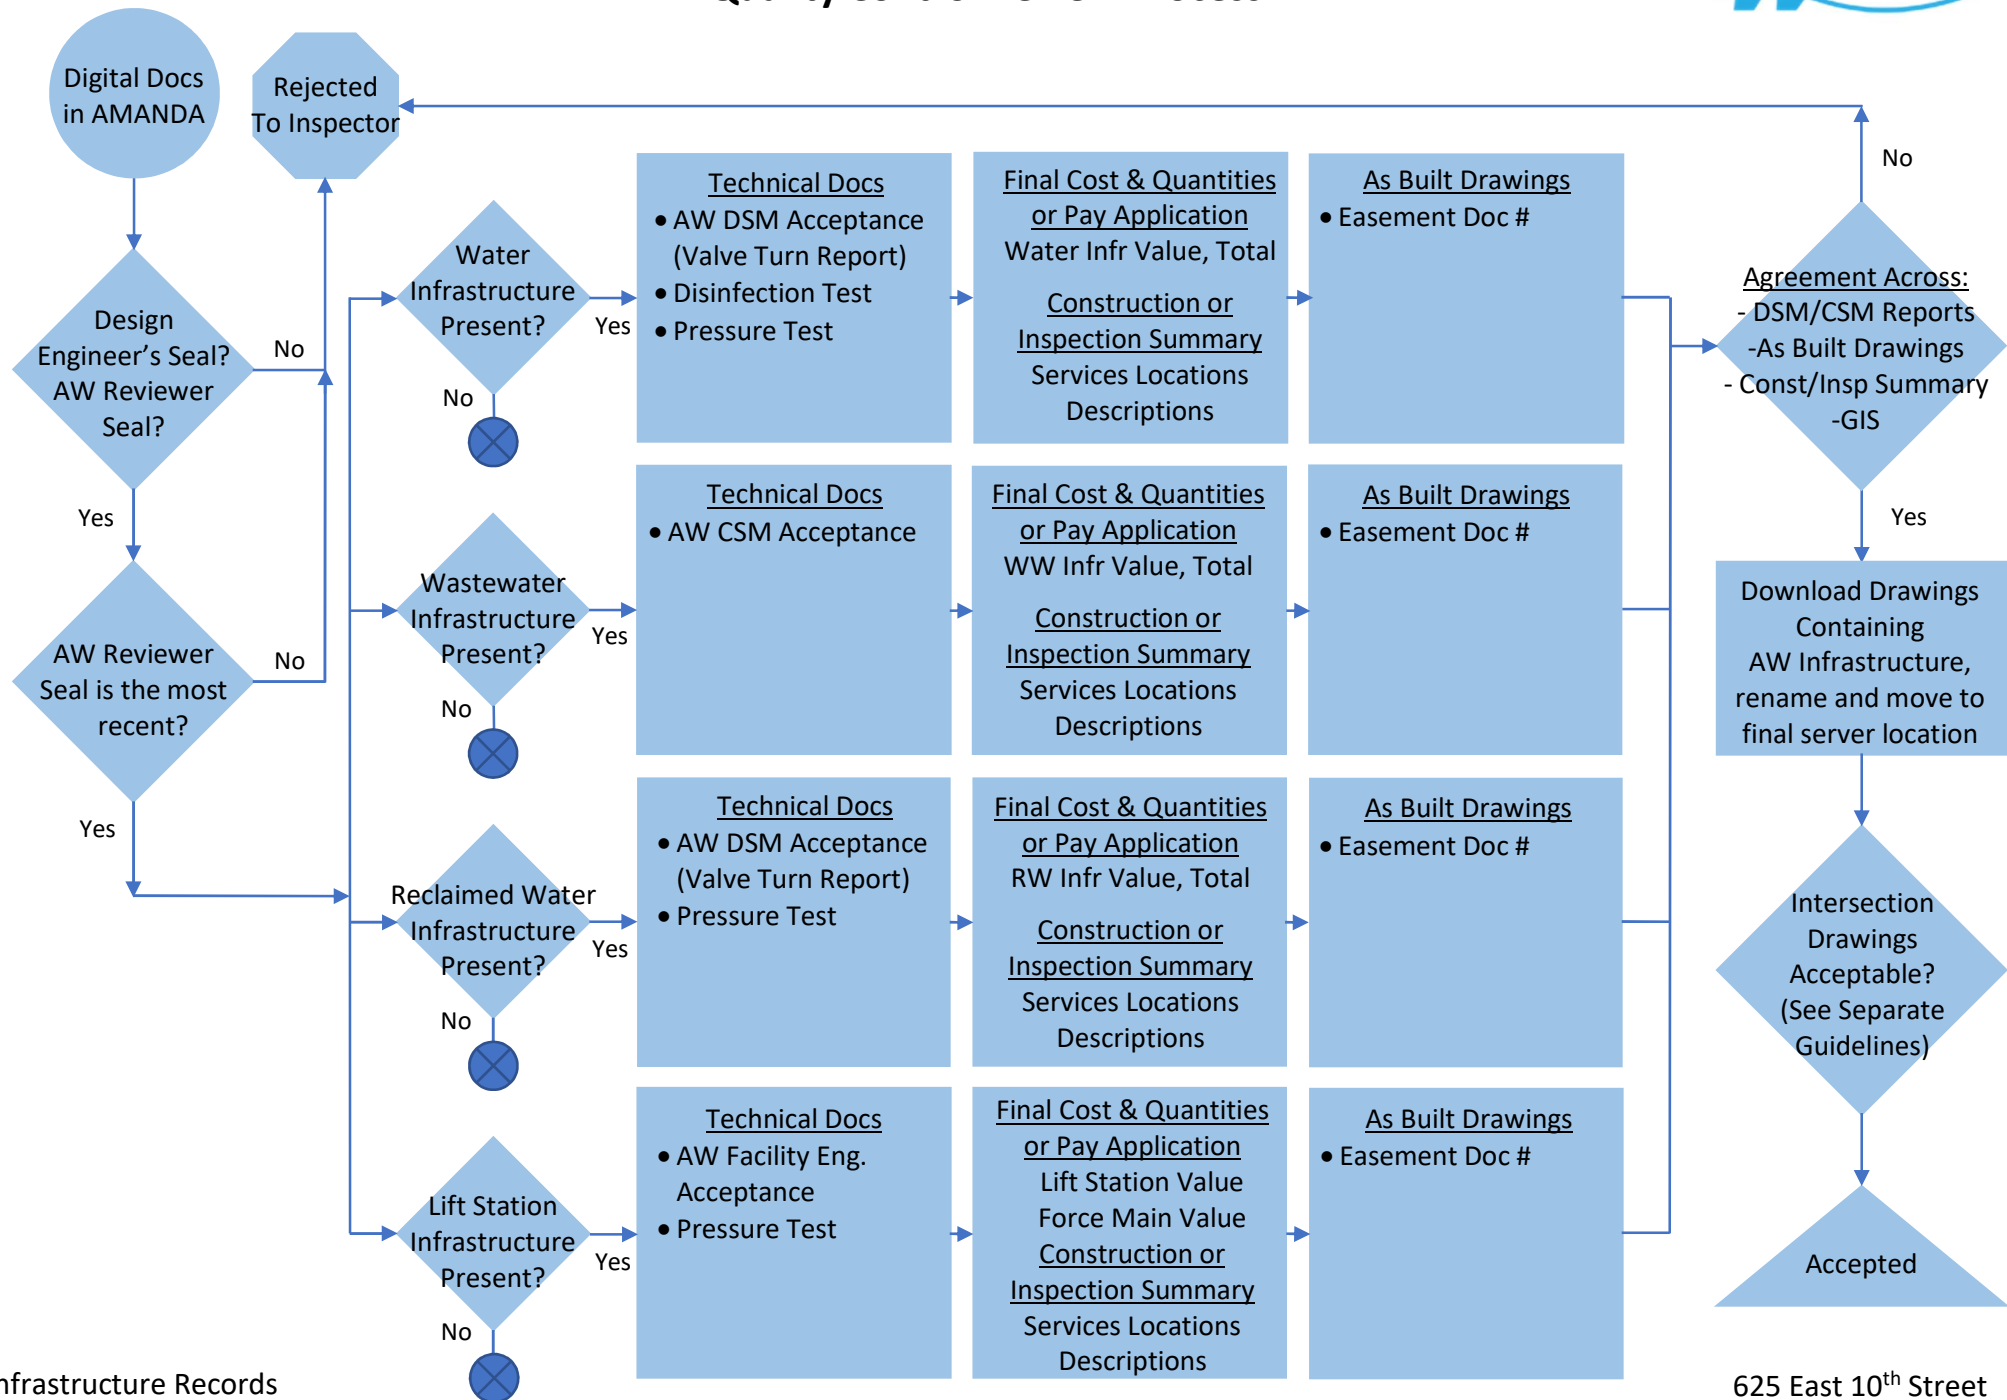 Digital Docs
in AMANDA
Rejected
To Inspector
Design
Engineer’s Seal?
AW Reviewer
Seal?
No
Yes
AW Reviewer
Seal is the most
recent?
No
Yes
Water
Infrastructure
Present?
Yes
No
Technical Docs
• AW DSM Acceptance
(Valve Turn Report)
• Disinfection Test
• Pressure Test
Final Cost & Quantities
or Pay Application
Water Infr Value, Total
Construction or
Inspection Summary
Services Locations
Descriptions
As Built Drawings
• Easement Doc #
Wastewater
Infrastructure
Present?
Yes
No
Technical Docs
• AW CSM Acceptance
Final Cost & Quantities
or Pay Application
WW Infr Value, Total
Construction or
Inspection Summary
Services Locations
Descriptions
As Built Drawings
• Easement Doc #
Reclaimed Water
Infrastructure
Present?
Yes
No
Technical Docs
• AW DSM Acceptance
(Valve Turn Report)
• Pressure Test
Final Cost & Quantities
or Pay Application
RW Infr Value, Total
Construction or
Inspection Summary
Services Locations
Descriptions
As Built Drawings
• Easement Doc #
Lift Station
Infrastructure
Present?
Yes
No
Technical Docs
• AW Facility Eng.
Acceptance
• Pressure Test
Final Cost & Quantities
or Pay Application
Lift Station Value
Force Main Value
Construction or
Inspection Summary
Services Locations
Descriptions
As Built Drawings
• Easement Doc #
No
Agreement Across:
- DSM/CSM Reports
-As Built Drawings
- Const/Insp Summary
-GIS
Yes
Download Drawings
Containing
AW Infrastructure,
rename and move to
final server location
Intersection
Drawings
Acceptable?
(See Separate
Guidelines)
Accepted
nfrastructure Records
625 East 10th Street